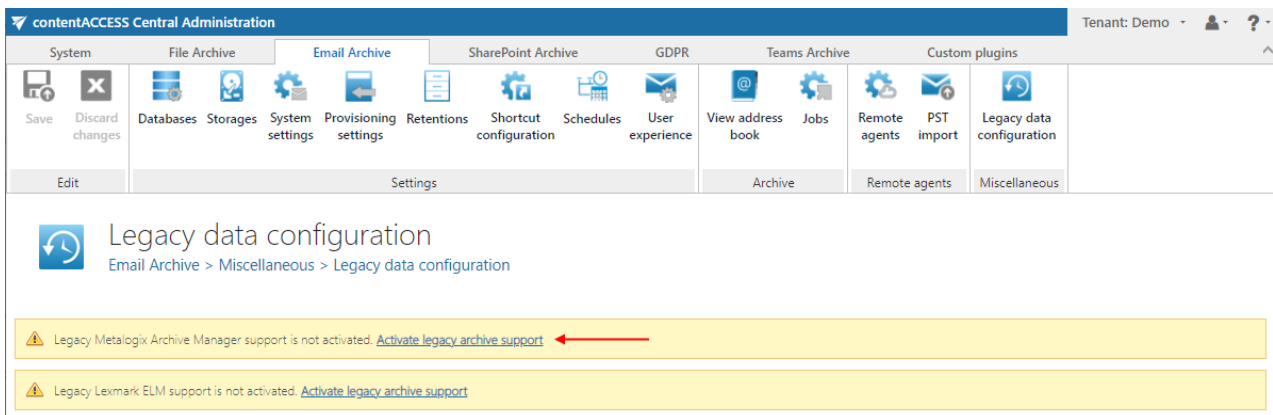 contentACCESS Central Administration
Tenant: Demo
?
System
File Archive
Email Archive
SharePoint Archive
GDPR
Teams Archive
Custom plugins
Save
Discard
changes
Databases
Storages
System
settings
Provisioning
settings
Retentions
Shortcut
configuration
Schedules
User
experience
View address
book
Jobs
Remote
agents
PST
import
Legacy data
configuration
Edit
Settings
Archive
Remote agents
Miscellaneous
Legacy data configuration
Email Archive > Miscellaneous > Legacy data configuration
Legacy Metalogix Archive Manager support is not activated. Activate legacy archive support
Legacy Lexmark ELM support is not activated. Activate legacy archive support